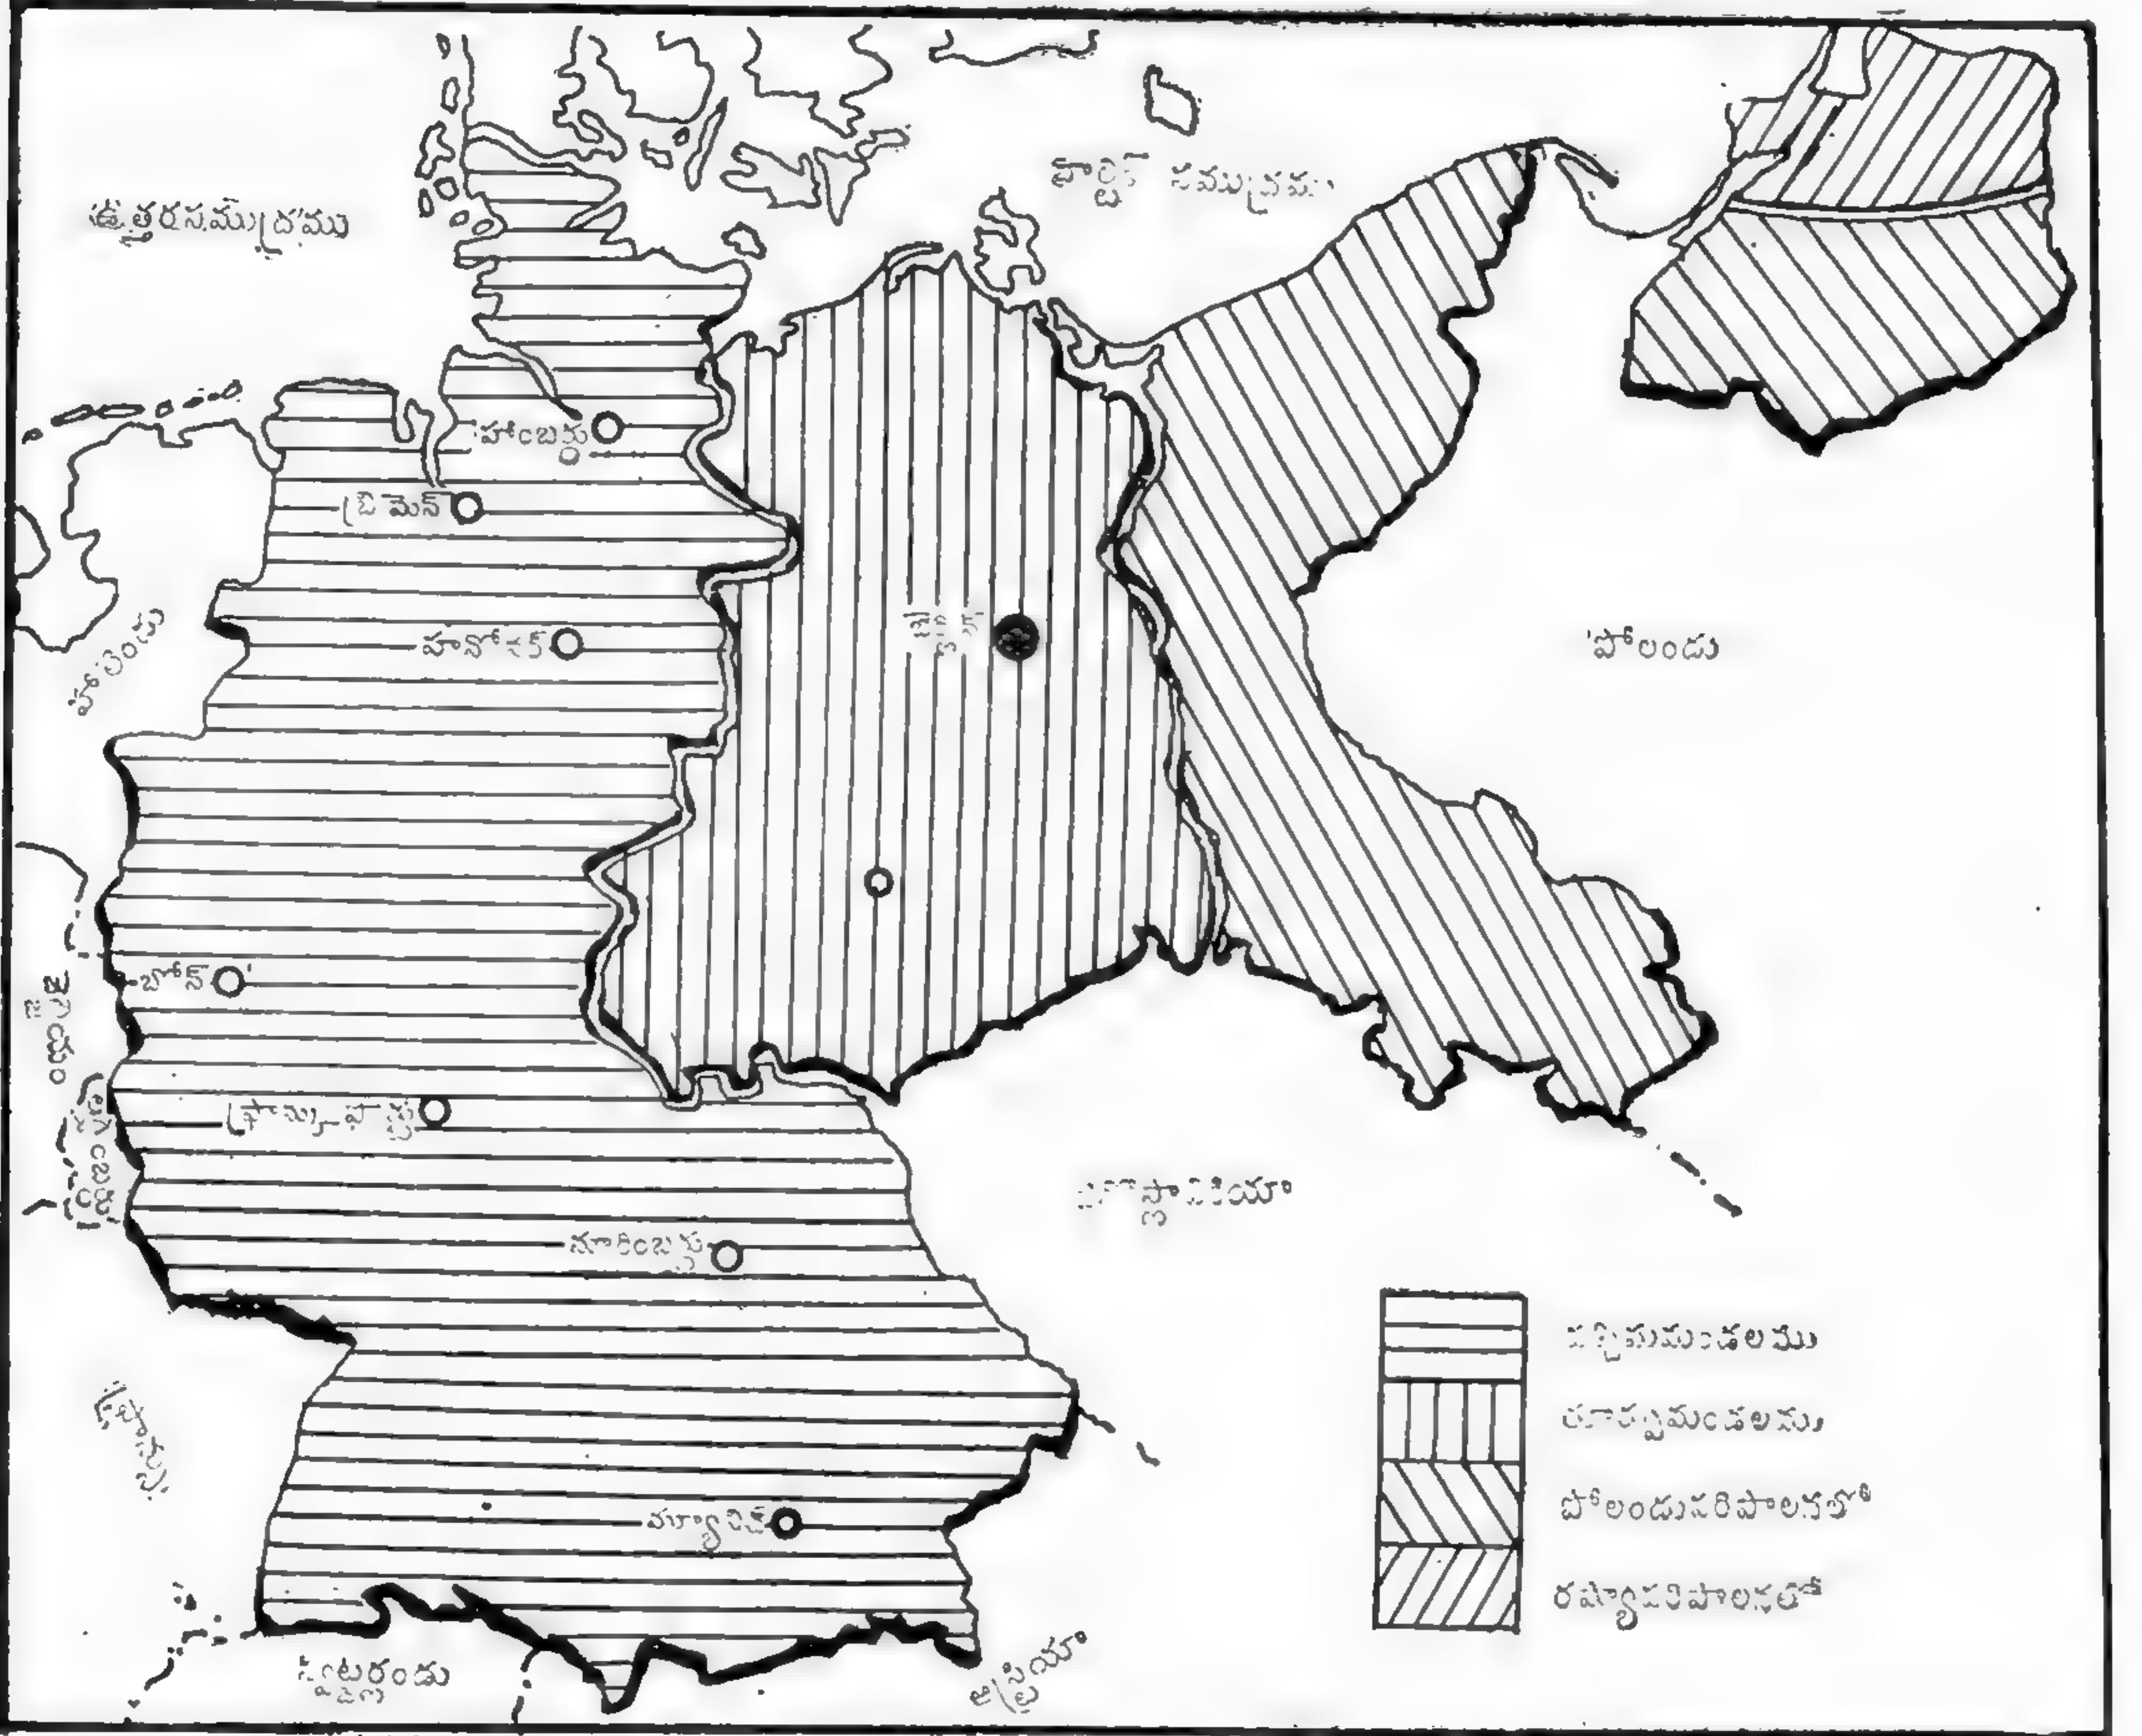 ఉత్తరసముద్రము
బాల్టిక్ సముద్రము
హాంబర్గు
బ్రిమెన్
హాలెండు
హనోవర్
బెర్లిన్
పోలండు
బోన్
బెల్జియం
ఫ్రాన్సు
నూరింబర్గు
పశ్చిమమండలము
తూర్పుమండలము
పోలండుపరిపాలనలో
రష్యాపరిపాలనలో
మ్యూనిచ్
స్విట్జర్లండు
ఆస్ట్రియా